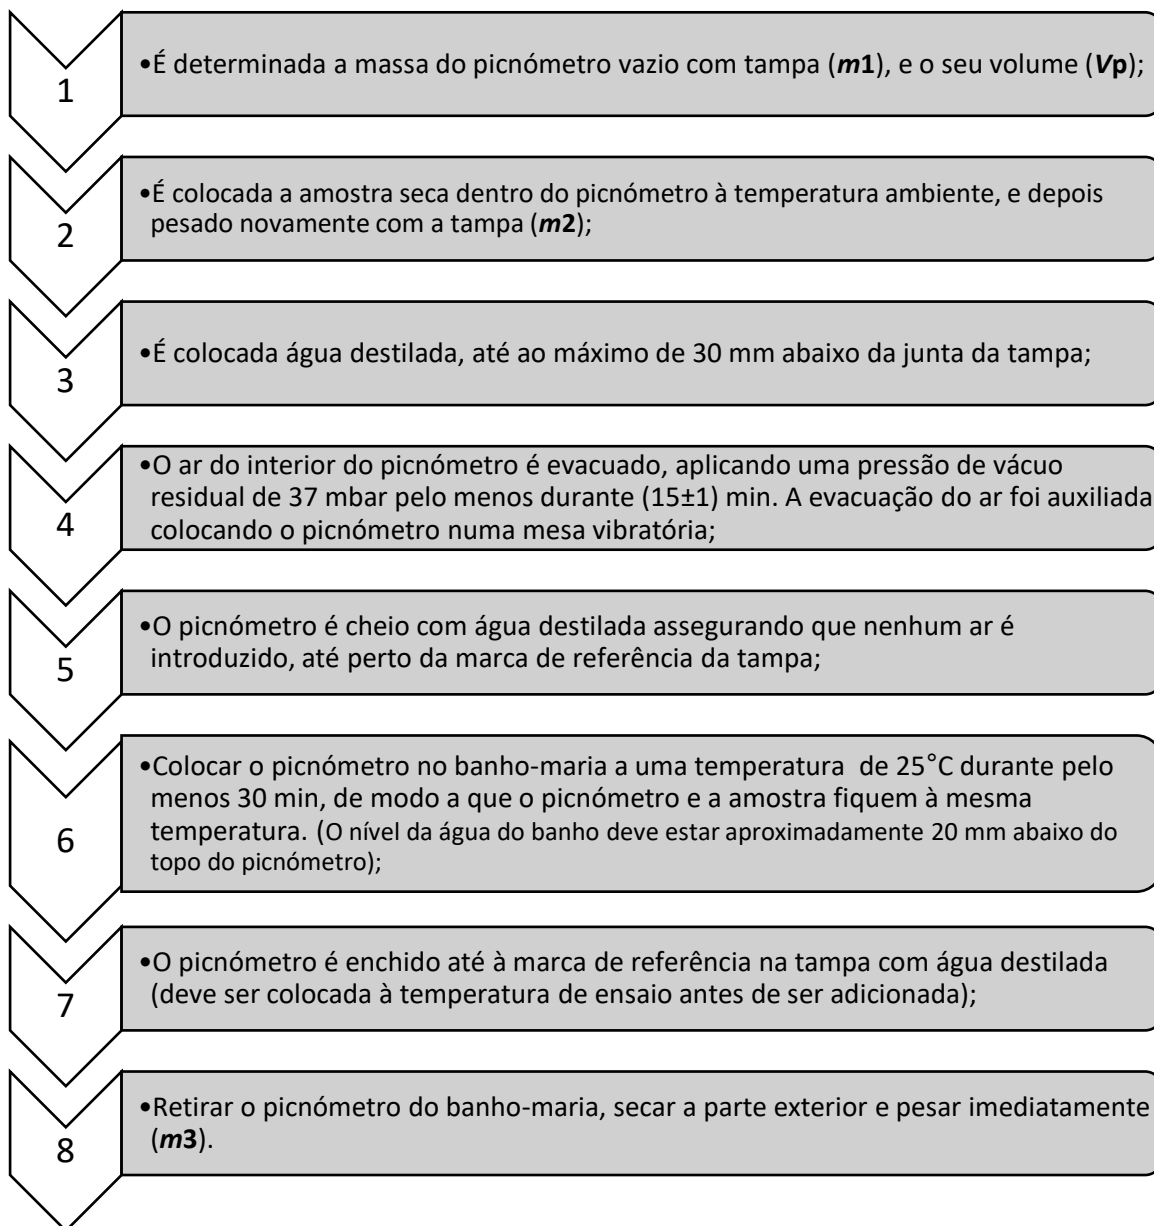 1
•É determinada a massa do picnómetro vazio com tampa (m1), e o seu volume (Vp);
2
•É colocada a amostra seca dentro do picnómetro à temperatura ambiente, e depois
pesado novamente com a tampa (m2);
3
•É colocada água destilada, até ao máximo de 30 mm abaixo da junta da tampa;
4
•O ar do interior do picnómetro é evacuado, aplicando uma pressão de vácuo
residual de 37 mbar pelo menos durante (15±1) min. A evacuação do ar foi auxiliada
colocando o picnómetro numa mesa vibratória;
5
•O picnómetro é cheio com água destilada assegurando que nenhum ar é
introduzido, até perto da marca de referência da tampa;
6
•Colocar o picnómetro no banho-maria a uma temperatura de 25°C durante pelo
menos 30 min, de modo a que o picnómetro e a amostra fiquem à mesma
temperatura. (O nível da água do banho deve estar aproximadamente 20 mm abaixo do
topo do picnómetro);
7
•O picnómetro é enchido até à marca de referência na tampa com água destilada
(deve ser colocada à temperatura de ensaio antes de ser adicionada);
8
•Retirar o picnómetro do banho-maria, secar a parte exterior e pesar imediatamente
(m3).